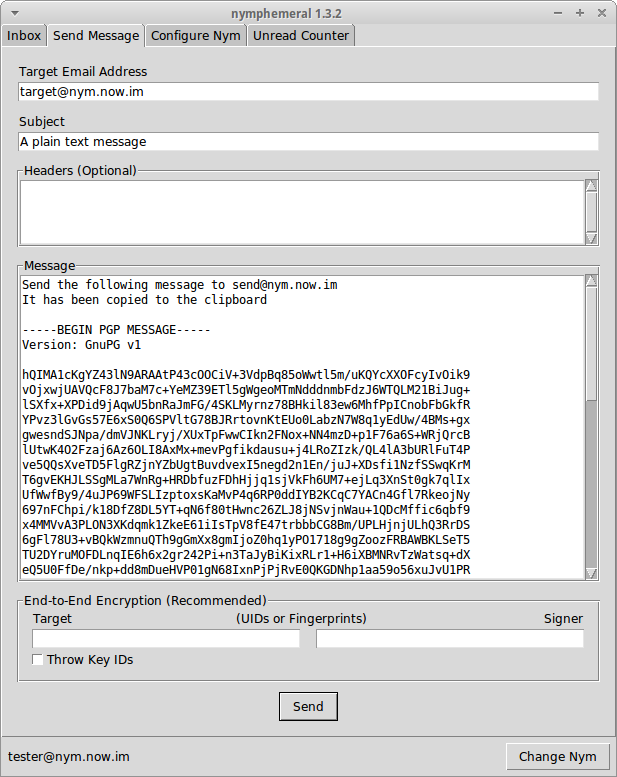 nymphemeral 1.3.2
Inbox Send Message Configure Nym Unread Counter
Target Email Address
target@nym.now.im
Subject
A plain text message
Headers (Optional)
Message
Send the following message to send@nym.now.im
It has been copied to the clipboard
-----BEGIN PGP MESSAGE-----
Version: GnuPG v1
hQIMA1cKgYZ43lN9ARAAtP43cOOCiV+3VdpBq85oWwtl5m/uKQYcXXOFcyIvOik9
vOjxwjUAVQcF8J7baM7c+YeMZ39ETl5gWgeoMTmNdddnmbFdzJ6WTQLM21BiJug+
lSXfx+XPDid9jAqwU5bnRaJmFG/4SKLMyrnz78BHkil83ew6MhfPpICnobFbGkfR
YPvz3lGvGs57E6xS0Q6SPVltG78BJRrtovnKtEUo0LabzN7W8q1yEdUw/4BMs+gx
gwesndSJNpa/dmVJNKLryj/XUxTpFwwCIkn2FNox+NN4mzD+p1F76a6S+WRjQrcB
lUtwK4O2Fzaj6Az6OLI8AxMx+mevPgfikdausu+j4LRoZIzk/QL4lA3bURlFuT4P
ve5QQsXveTD5FlgRZjnYZbUgtBuvdvexI5negd2n1En/juJ+XDsfi1NzfSSwqKrM
T6gvEKHJLSSgMLa7WnRg+HRDbfuzFDhHjjq1sjVkFh6UM7+ejLq3XnSt0gk7qlIx
UfWwfBy9/4uJP69WFSLIzptoxsKaMvP4q6RP0ddIYB2KCqC7YACn4Gfl7RkeojNy
697nFChpi/k18DfZ8DL5YT+qN6f80tHwnc26ZLJ8jNSvjnWau+1QDcMffic6qbf9
x4MMVvA3PLON3XKdqmk1ZkeE61iIsTpV8fE47trbbbCG8Bm/UPLHjnjULhQ3RrDS
6gFl78U3+vBQkWzmnuQTh9gGmXx8gmIjoZ0hq1yPO1718g9gZoozFRBAWBKLSeT5
TU2DYruMOFDLnqIE6h6x2gr242Pi+n3TaJyBiKixRLr1+H6iXBMNRvTzWatsq+dX
eQ5U0FfDe/nkp+dd8mDueHVP01gN68IxnPjPjRvE0QKGDNhp1aa59o56xuJvU1PR
End-to-End Encryption (Recommended)
Target (UIDs or Fingerprints) Signer
Throw Key IDs
Send
tester@nym.now.im Change Nym